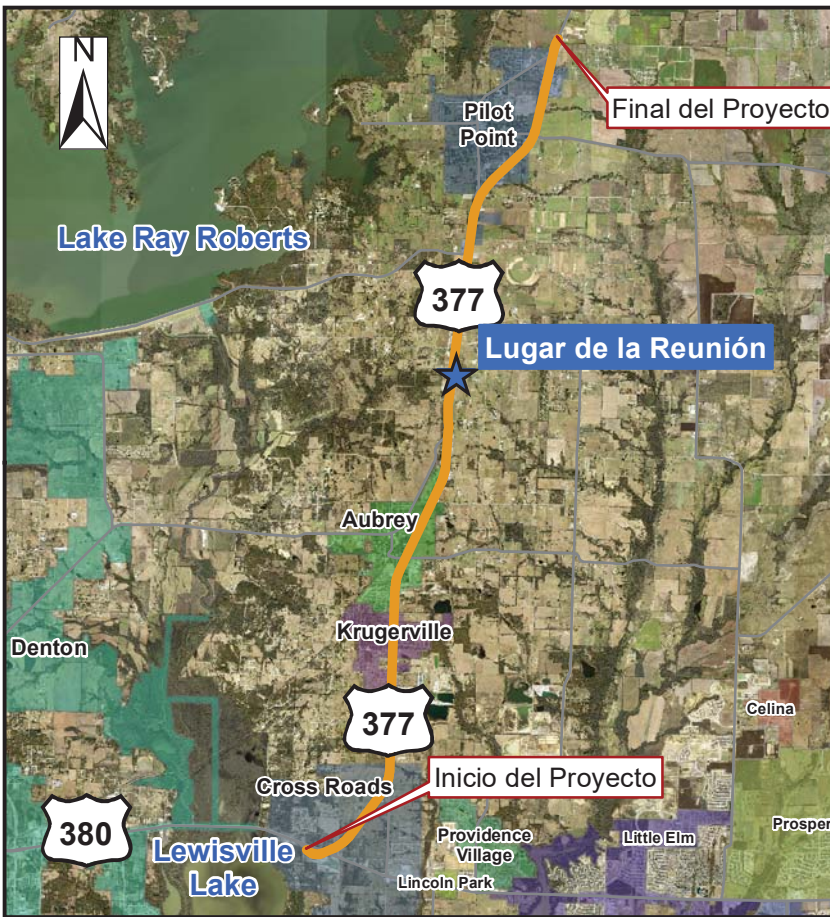 N
Pilot
Point
Final del Proyecto
Lake Ray Roberts
377
Lugar de la Reunión
Aubrey
Krugerville
Denton
377
Celina
Cross Roads
Inicio del Proyecto
380
Lewisville
Lake
Providence
Village
Little Elm
Prosper
Lincoln Park